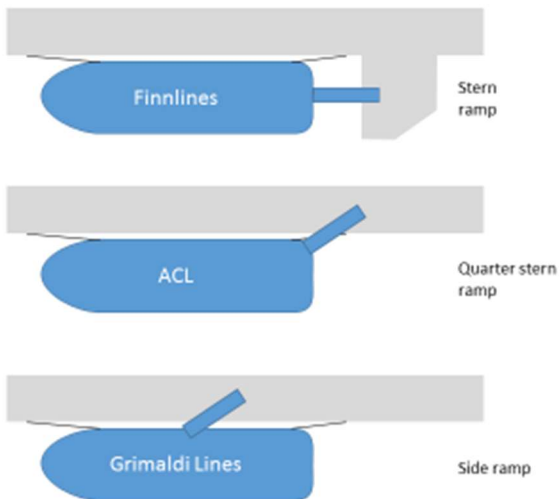 Finnlines
Stern
ramp
ACL
Quarter stern
ramp
Grimaldi Lines
Side ramp